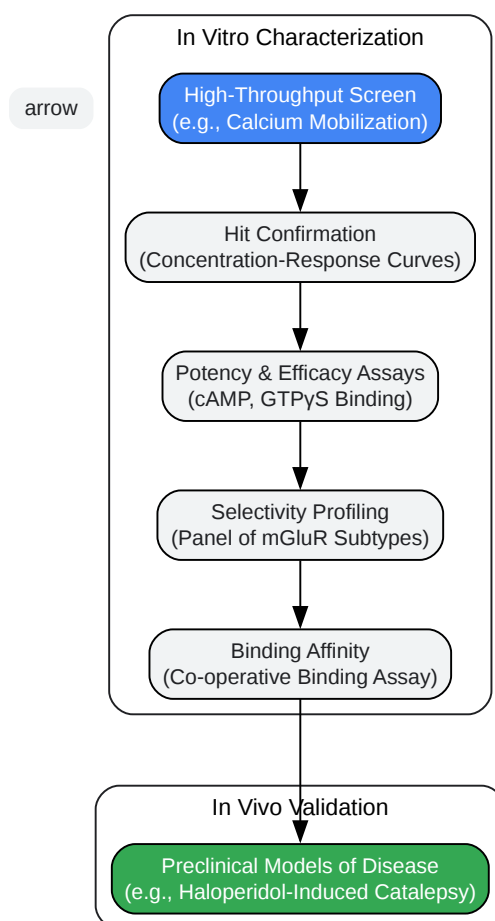 In Vitro Characterization
arrow
High-Throughput Screen
(e.g., Calcium Mobilization)
Hit Confirmation
(Concentration-Response Curves)
Potency & Efficacy Assays
(cAMP, GTPγS Binding)
Selectivity Profiling
(Panel of mGluR Subtypes)
Binding Affinity
(Co-operative Binding Assay)
In Vivo Validation
Preclinical Models of Disease
(e.g., Haloperidol-Induced Catalepsy)